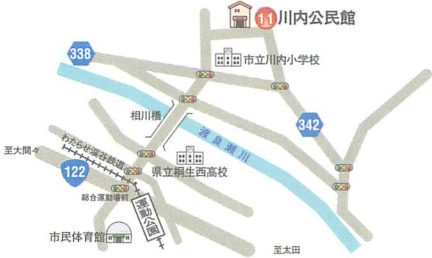 11 川内公民館
338
市立川内小学校
相川橋
342
渡良瀬川
わたらせ渓谷鉄道
至大間々
122
県立桐生西高校
総合運動場前
運動公園
市民体育館
至太田